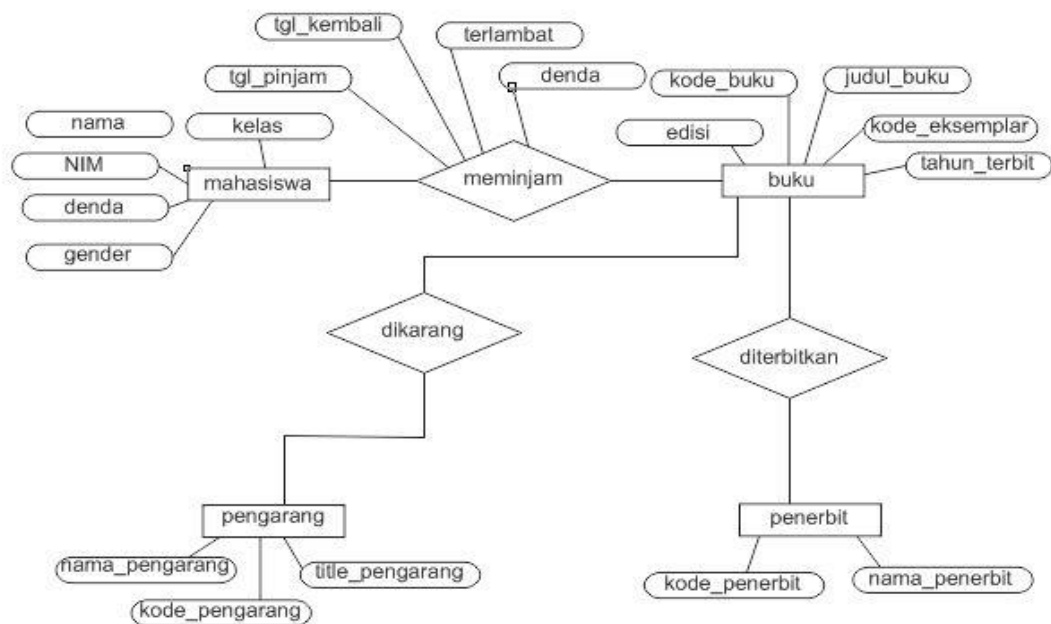 tgl_kembali
terlambat
tgl_pinjam
denda
kode_buku
judul_buku
nama
kelas
edisi
kode_eksemplar
NIM
mahasiswa
meminjam
buku
tahun_terbit
denda
gender
dikarang
diterbitkan
pengarang
penerbit
nama_pengarang
title_pengarang
kode_pengarang
kode_penerbit
nama_penerbit